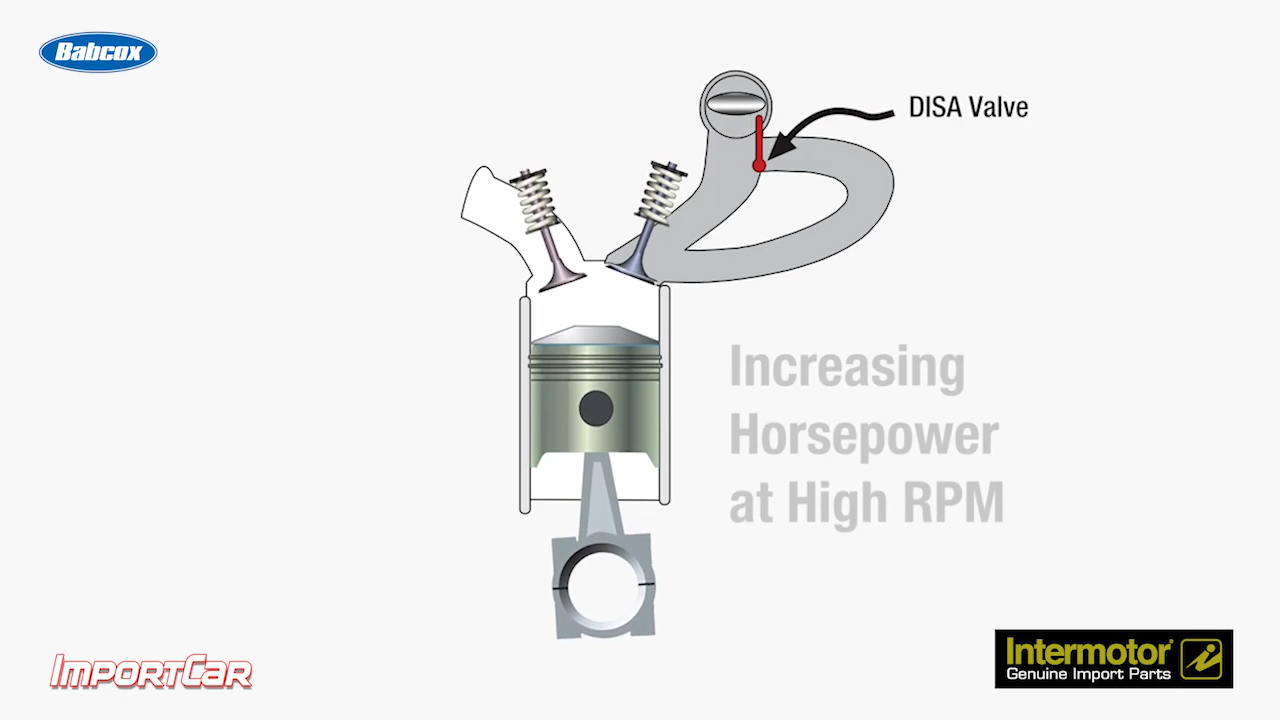 Babcox
DISA Valve
Increasing
Horsepower
at High RPM
IMPORTCAR
Intermotor®
Genuine Import Parts